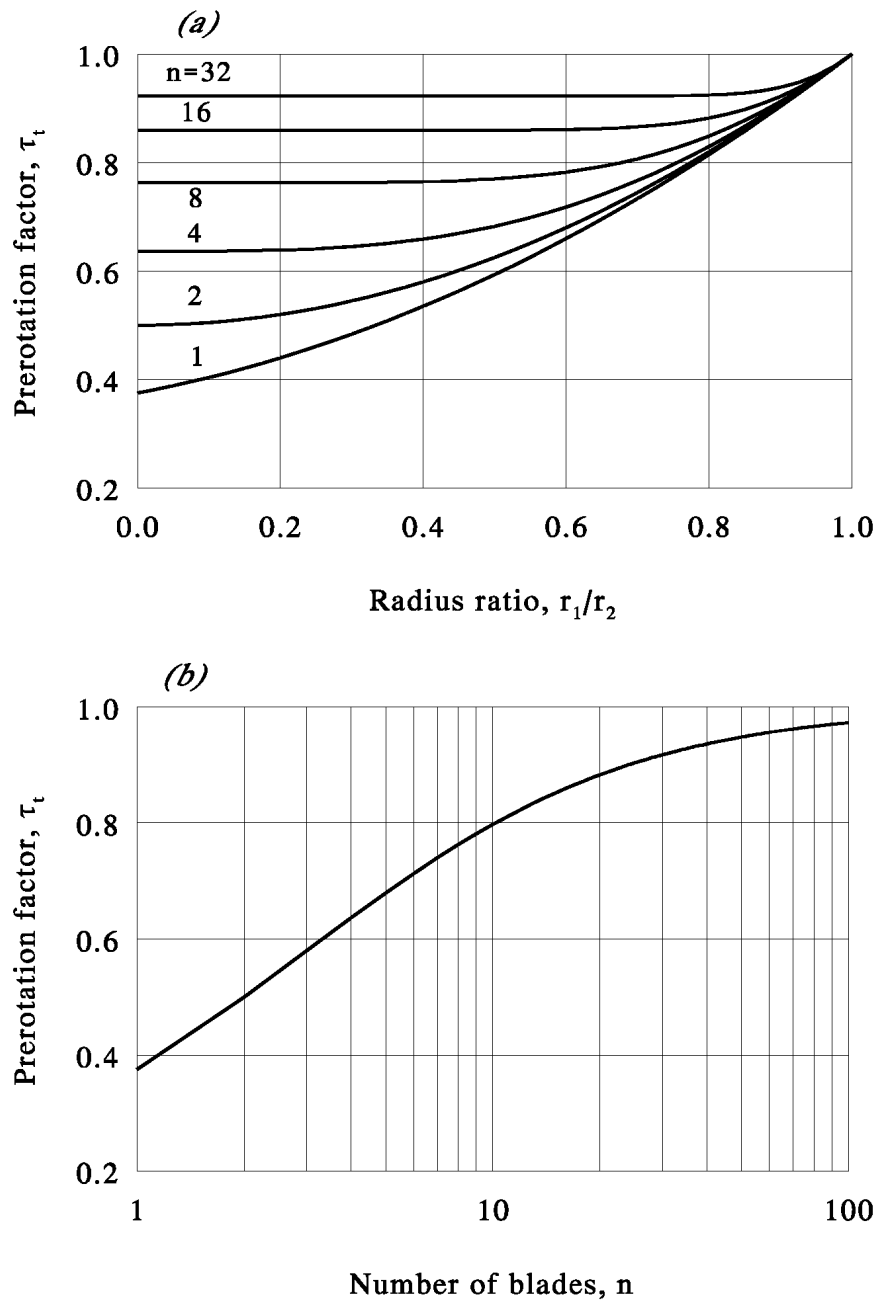 (a)
1.0
n=32
16
0.8
8
4
0.6
2
1
0.4
0.2
Prerotation factor, τt
0.0 0.2 0.4 0.6 0.8 1.0
Radius ratio, r1/r2
(b)
1.0
0.8
0.6
0.4
0.2
Prerotation factor, τt
1 10 100
Number of blades, n